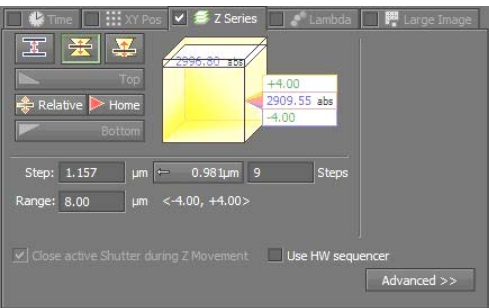 Time XY Pos Z Series Lambda Large Image
2996.80 abs
Top
+4.00
Relative Home
2909.55 abs
-4.00
Bottom
Step: 1.157 µm 0.981µm 9 Steps
Range: 8.00 µm <-4.00, +4.00>
Close active Shutter during Z Movement Use HW sequencer
Advanced >>